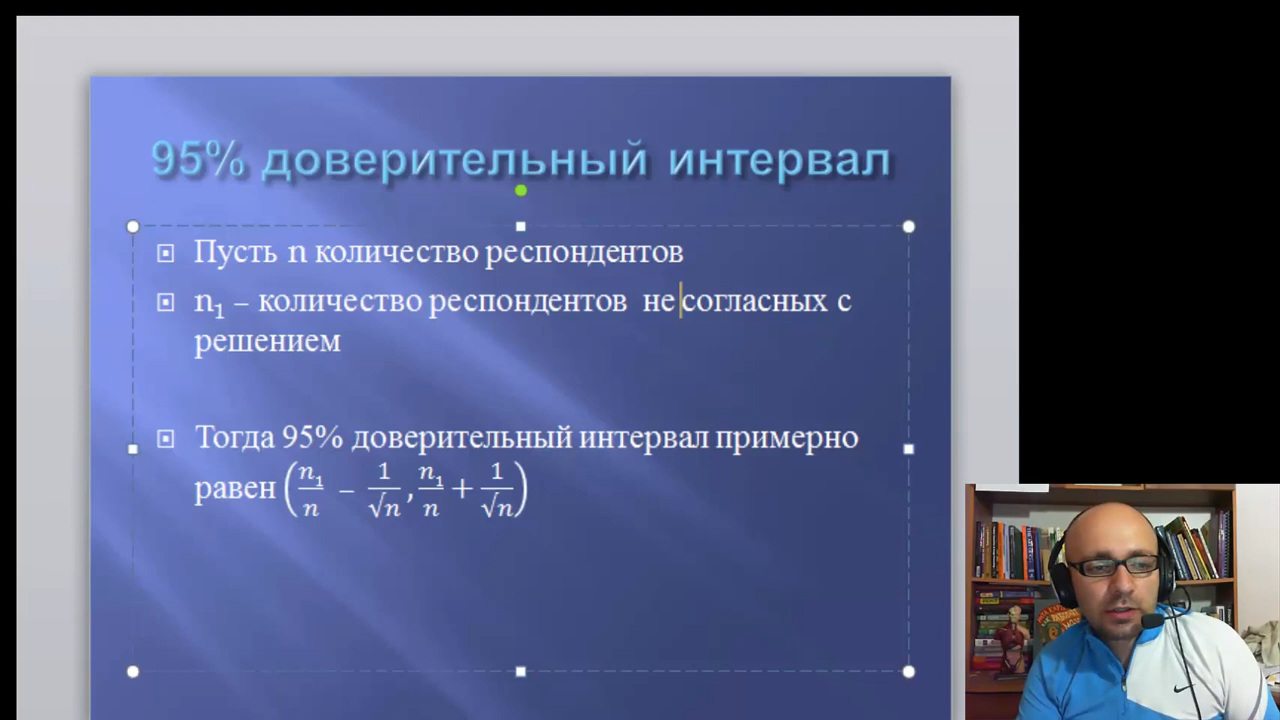 95% доверительный интервал
Пусть n количество респондентов
n₁ – количество респондентов не согласных с
решением
Тогда 95% доверительный интервал примерно
равен (n₁/n – 1/√n, n₁/n + 1/√n)